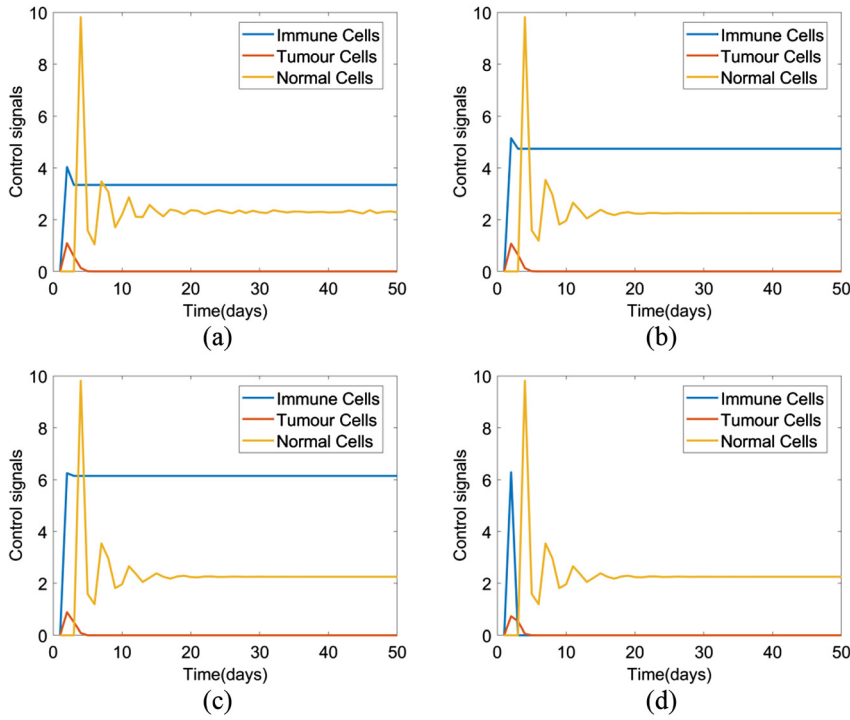 10
8
6
4
2
0
Control signals
Immune Cells
Tumour Cells
Normal Cells
0
10
20
30
40
50
Time(days)
(a)
10
8
6
4
2
0
Control signals
Immune Cells
Tumour Cells
Normal Cells
0
10
20
30
40
50
Time(days)
(b)
10
8
6
4
2
0
Control signals
Immune Cells
Tumour Cells
Normal Cells
0
10
20
30
40
50
Time(days)
(c)
10
8
6
4
2
0
Control signals
Immune Cells
Tumour Cells
Normal Cells
0
10
20
30
40
50
Time(days)
(d)